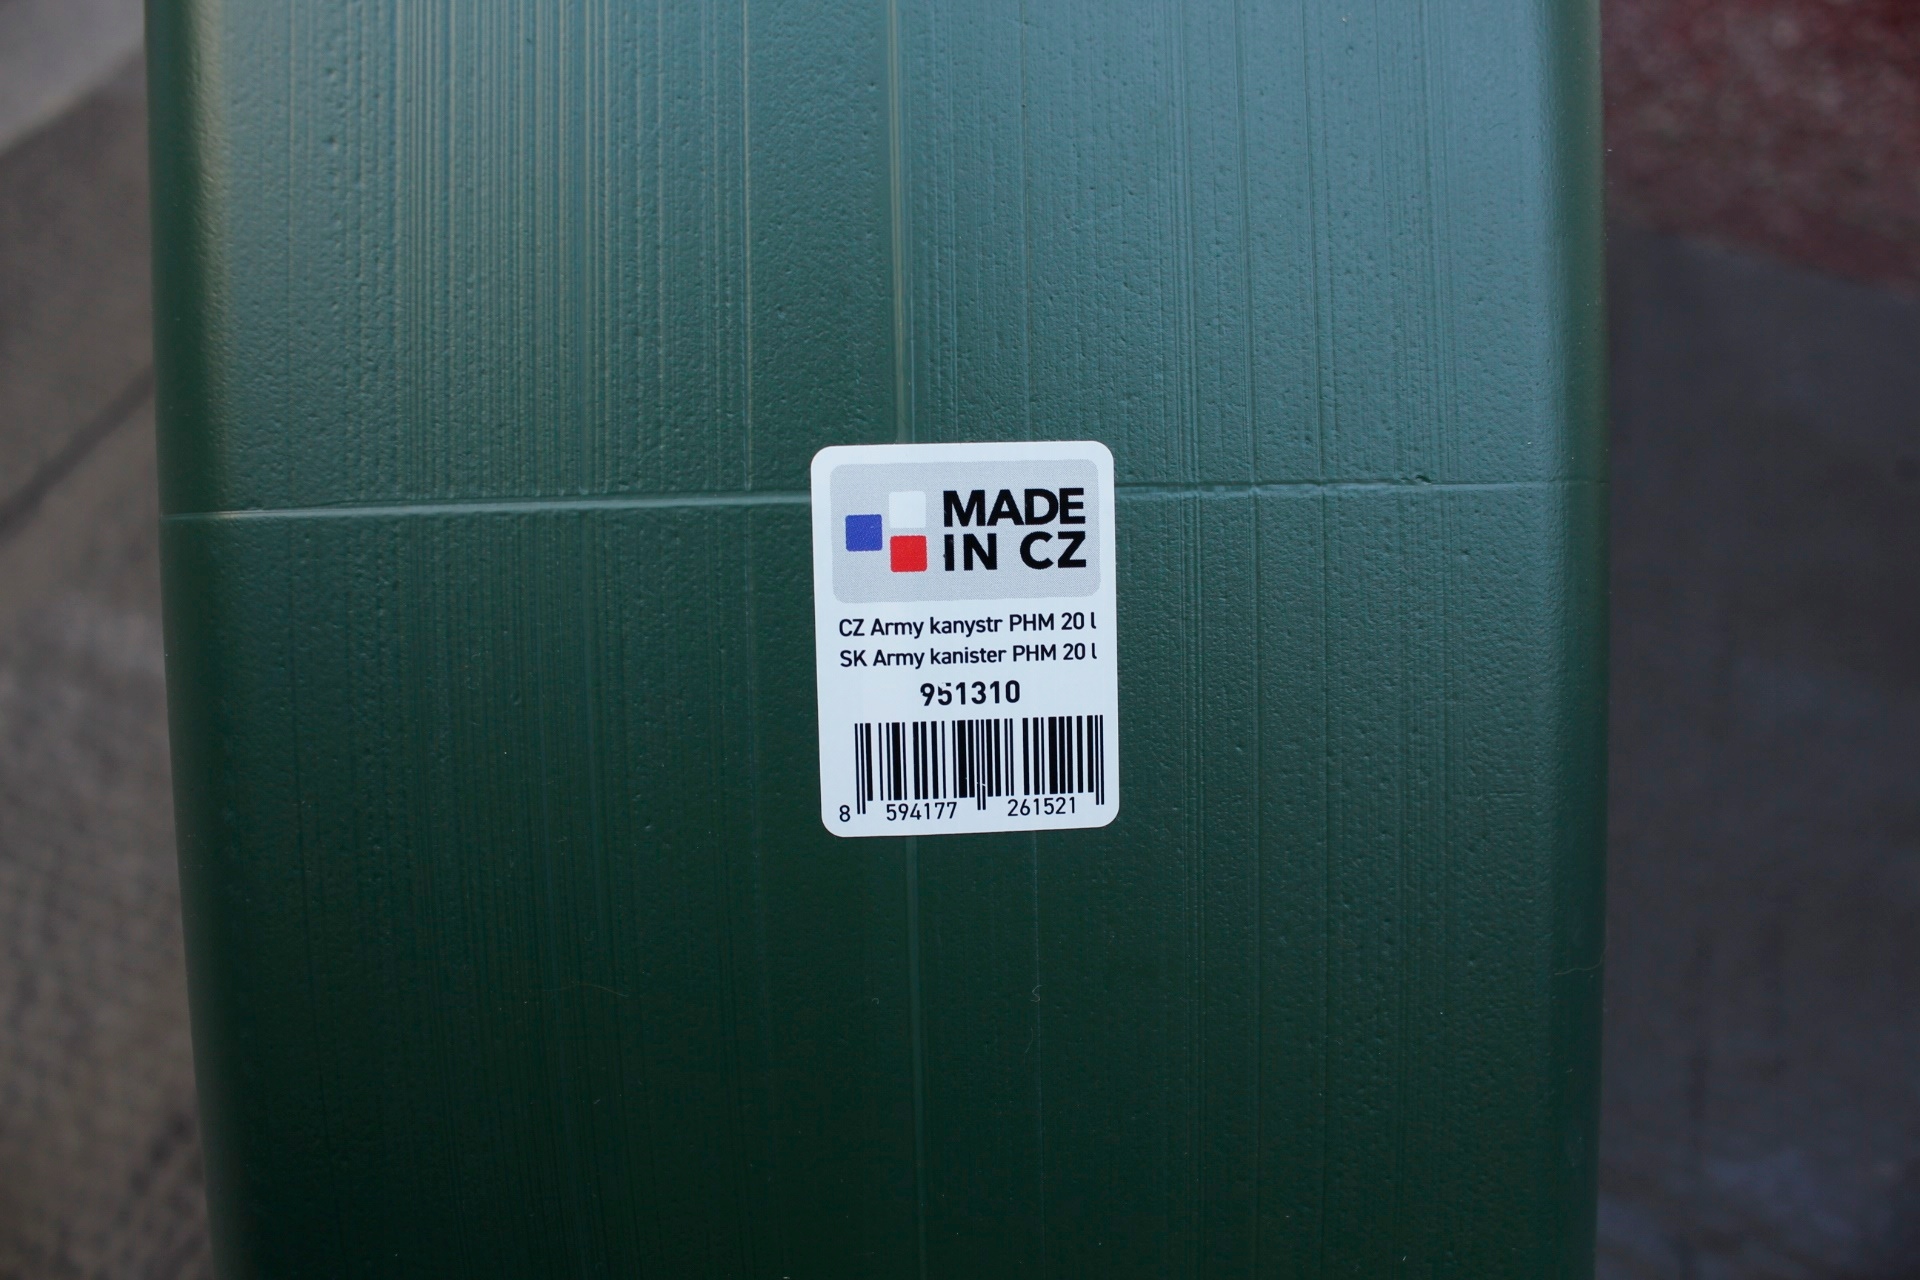 MADE
IN CZ
CZ Army kanystr PHM 20 l
SK Army kanister PHM 20 l
951310
8 594177 261521